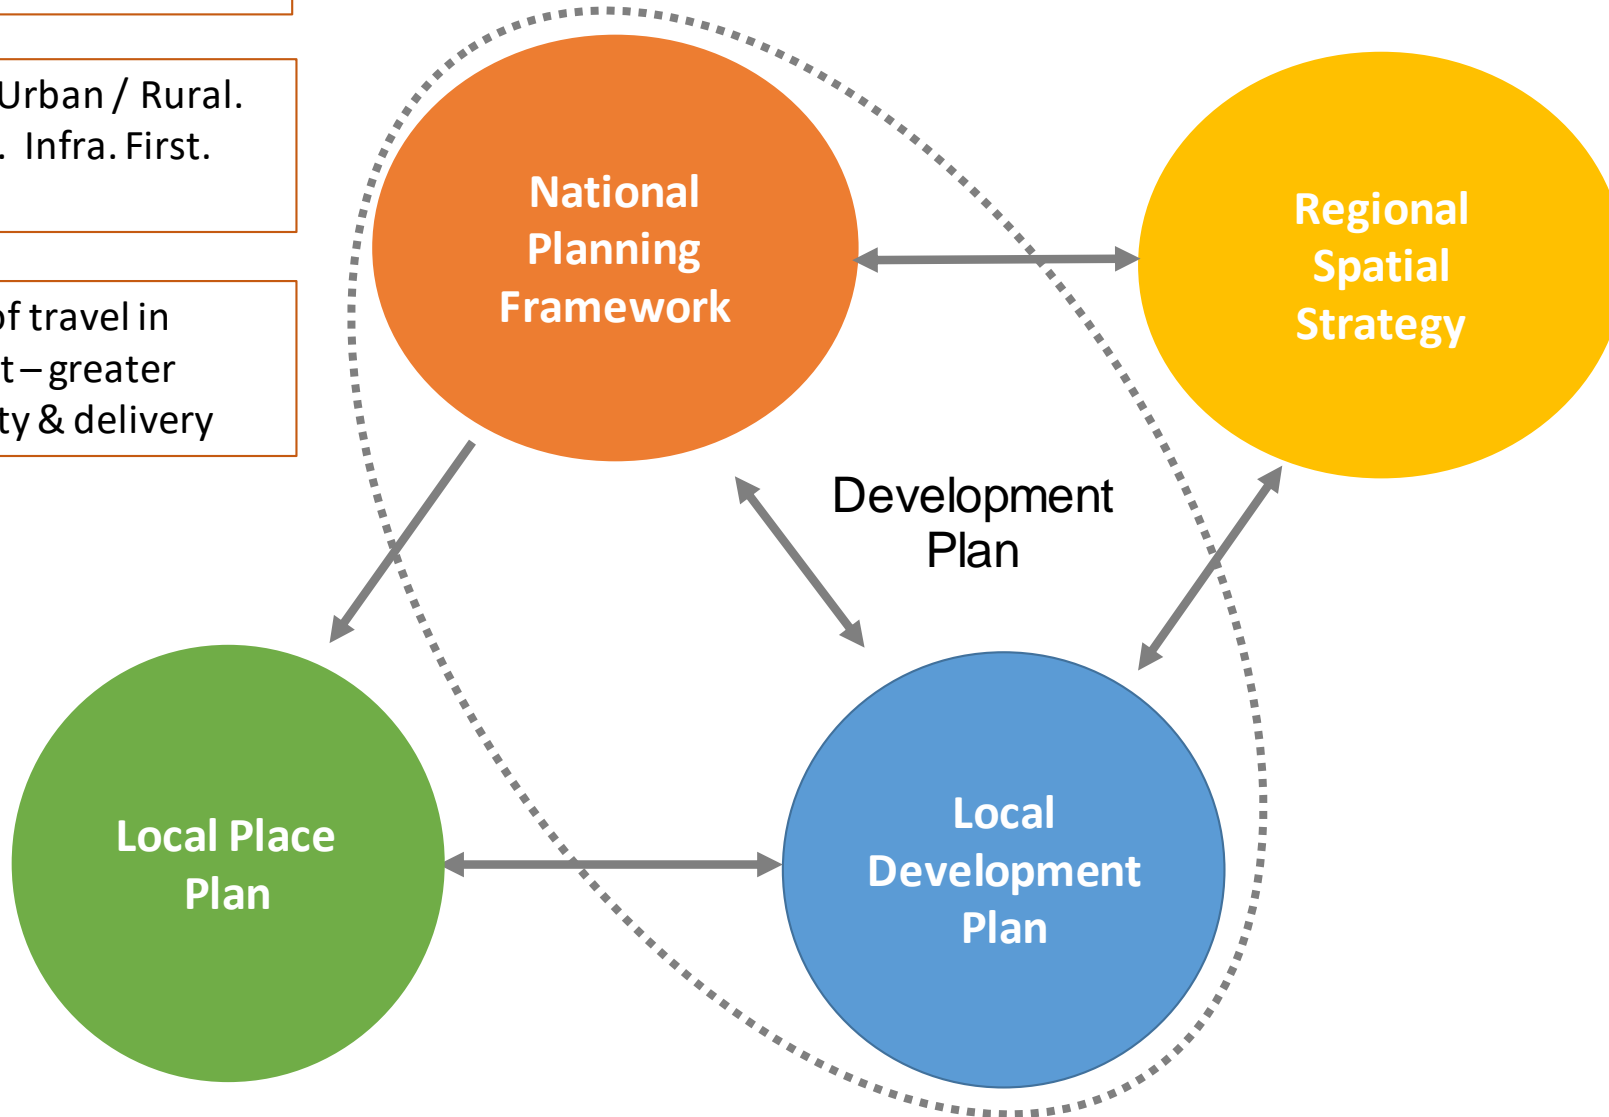 Urban / Rural.
. Infra. First.
of travel in
t – greater
ty & delivery
National
Planning
Framework
Regional
Spatial
Strategy
Development
Plan
Local Place
Plan
Local
Development
Plan